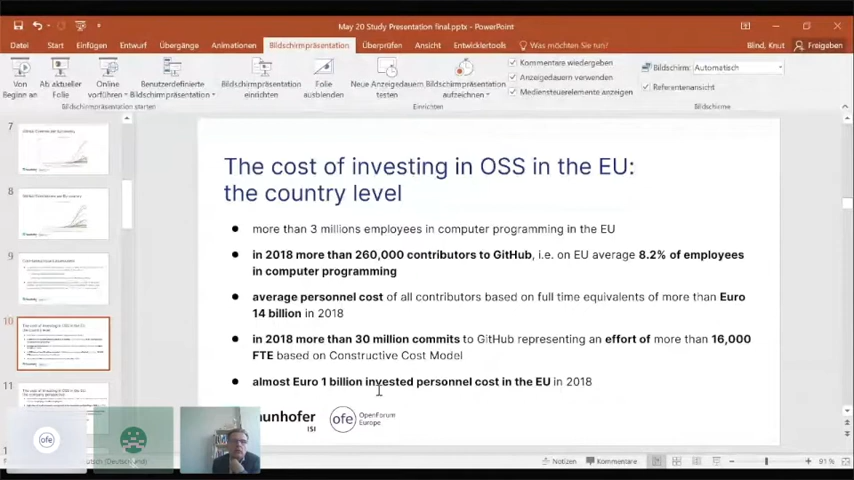 May 20 Study Presentation final.pptx - PowerPoint
Blind, Knut
Freigeben
Datei Start Einfügen Entwurf Übergänge Animationen Bildschirmpräsentation Überprüfen Ansicht Entwicklertools Was möchten Sie tun?
Von Beginn an
Ab aktueller Folie
Online vorführen
Benutzerdefinierte Bildschirmpräsentation
Bildschirmpräsentation einrichten
Folie ausblenden
Neue Anzeigedauern testen
Bildschirmpräsentation aufzeichnen
Kommentare wiedergeben
Anzeigedauern verwenden
Mediensteuerelemente anzeigen
Bildschirm: Automatisch
Referentenansicht
Bildschirmpräsentation starten
Einrichten
Bildschirme
7
8
9
10
11
The cost of investing in OSS in the EU:
the country level
more than 3 millions employees in computer programming in the EU
in 2018 more than 260,000 contributors to GitHub, i.e. on EU average 8.2% of employees
in computer programming
average personnel cost of all contributors based on full time equivalents of more than Euro
14 billion in 2018
in 2018 more than 30 million commits to GitHub representing an effort of more than 16,000
FTE based on Constructive Cost Model
almost Euro 1 billion invested personnel cost in the EU in 2018
aunhofer
ISI
ofe
OpenForum
Europe
ofe
Notizen
Kommentare
91 %